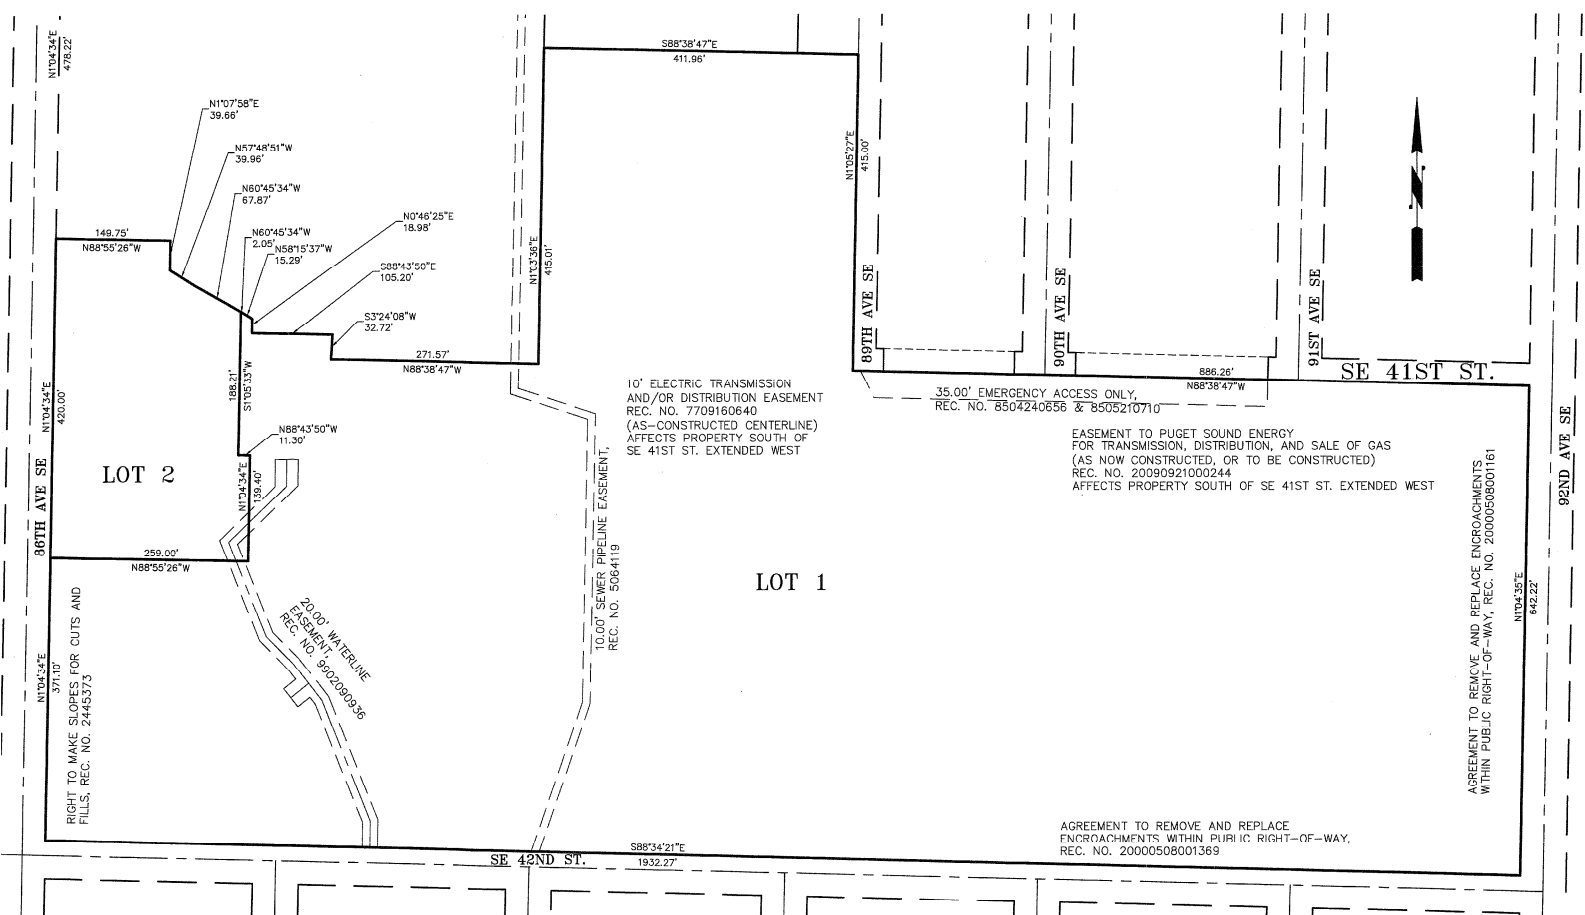 N1°04'34"E
478.22'
S88°38'47"E
411.96'
N1°07'58"E
39.66'
N57°48'51"W
39.96'
N60°45'34"W
67.87'
N0°46'25"E
18.98'
N60°45'34"W
2.05'
N58°15'37"W
15.29'
S88°43'50"E
105.20'
S3°24'08"W
32.72'
149.75'
N88°55'26"W
N1°03'36"E
415.01'
N1°05'27"E
415.00'
N
89TH AVE SE
90TH AVE SE
91ST AVE SE
92ND AVE SE
86TH AVE SE
271.57'
N88°38'47"W
886.26'
N88°38'47"W
SE 41ST ST.
188.21'
S1°05'33"W
N1°04'34"E
420.00'
10' ELECTRIC TRANSMISSION
AND/OR DISTRIBUTION EASEMENT
REC. NO. 7709160640
(AS-CONSTRUCTED CENTERLINE)
AFFECTS PROPERTY SOUTH OF
SE 41ST ST. EXTENDED WEST
35.00' EMERGENCY ACCESS ONLY,
REC. NO. 8504240656 & 8505210710
EASEMENT TO PUGET SOUND ENERGY
FOR TRANSMISSION, DISTRIBUTION, AND SALE OF GAS
(AS NOW CONSTRUCTED, OR TO BE CONSTRUCTED)
REC. NO. 20090921000244
AFFECTS PROPERTY SOUTH OF SE 41ST ST. EXTENDED WEST
N88°43'50"W
11.30'
LOT 2
N1°04'34"E
139.40'
259.00'
N88°55'26"W
10.00' SEWER PIPELINE EASEMENT,
REC. NO. 5064119
LOT 1
20.00' WATERLINE
EASEMENT,
REC. NO. 9902090936
N1°04'34"E
371.10'
RIGHT TO MAKE SLOPES FOR CUTS AND
FILLS, REC. NO. 2445373
AGREEMENT TO REMOVE AND REPLACE ENCROACHMENTS
WITHIN PUBLIC RIGHT-OF-WAY, REC. NO. 20000508001161
N1°04'35"E
642.22'
AGREEMENT TO REMOVE AND REPLACE
ENCROACHMENTS WITHIN PUBLIC RIGHT-OF-WAY,
REC. NO. 20000508001369
SE 42ND ST.
S88°34'21"E
1932.27'